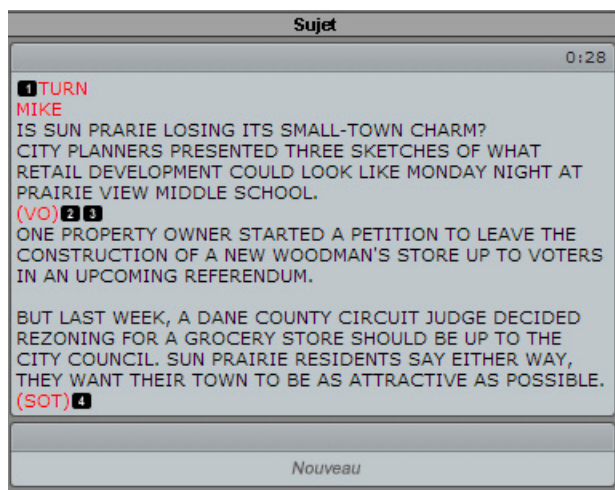 Sujet
0:28
1TURN
MIKE
IS SUN PRARIE LOSING ITS SMALL-TOWN CHARM?
CITY PLANNERS PRESENTED THREE SKETCHES OF WHAT
RETAIL DEVELOPMENT COULD LOOK LIKE MONDAY NIGHT AT
PRAIRIE VIEW MIDDLE SCHOOL.
(VO)2 3
ONE PROPERTY OWNER STARTED A PETITION TO LEAVE THE
CONSTRUCTION OF A NEW WOODMAN'S STORE UP TO VOTERS
IN AN UPCOMING REFERENDUM.
BUT LAST WEEK, A DANE COUNTY CIRCUIT JUDGE DECIDED
REZONING FOR A GROCERY STORE SHOULD BE UP TO THE
CITY COUNCIL. SUN PRAIRIE RESIDENTS SAY EITHER WAY,
THEY WANT THEIR TOWN TO BE AS ATTRACTIVE AS POSSIBLE.
(SOT)4
Nouveau